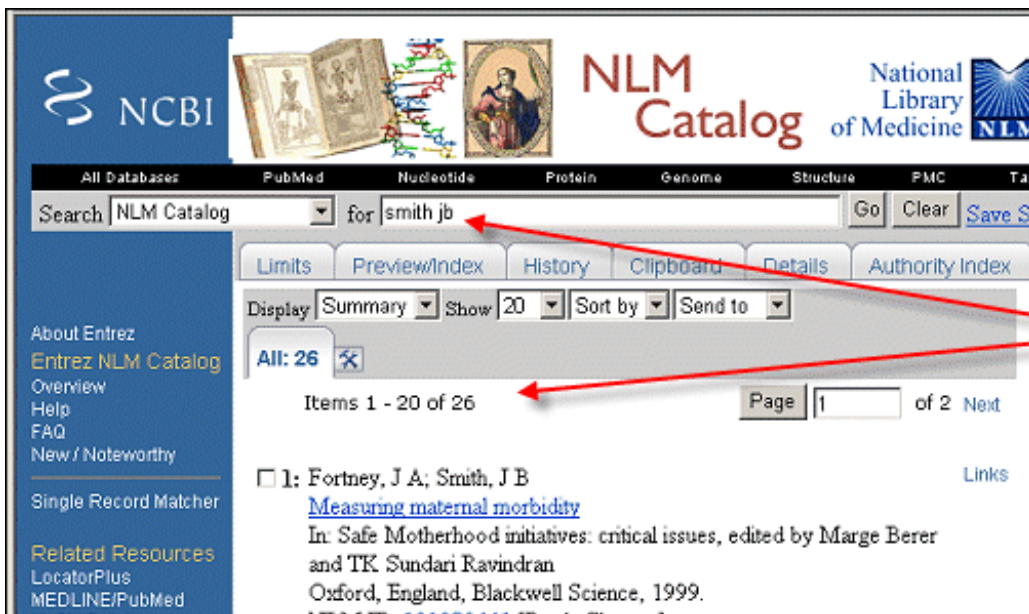 NCBI
NLM
Catalog
National
Library
of Medicine NLM
All Databases PubMed Nucleotide Protein Genome Structure PMC
Search NLM Catalog for smith jb Go Clear Save S
Limits Preview/Index History Clipboard Details Authority Index
Display Summary Show 20 Sort by Send to
All: 26
Items 1 - 20 of 26 Page 1 of 2 Next
About Entrez
Entrez NLM Catalog
Overview
Help
FAQ
New / Noteworthy
Single Record Matcher
Related Resources
LocatorPlus
MEDLINE/PubMed
1: Fortney, J A; Smith, J B Links
Measuring maternal morbidity
In: Safe Motherhood initiatives: critical issues, edited by Marge Berer
and TK Sundari Ravindran
Oxford, England, Blackwell Science, 1999.